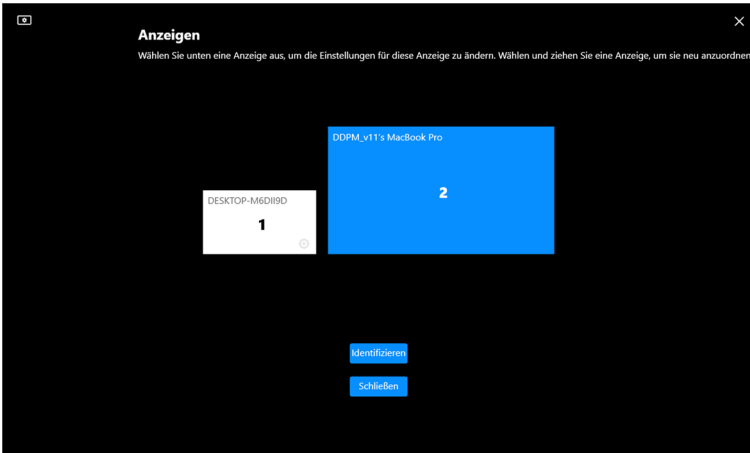 Anzeigen
Wählen Sie unten eine Anzeige aus, um die Einstellungen für diese Anzeige zu ändern. Wählen und ziehen Sie eine Anzeige, um sie neu anzuordnen
DDPM_v11's MacBook Pro
2
DESKTOP-M6DII9D
1
Identifizieren
Schließen